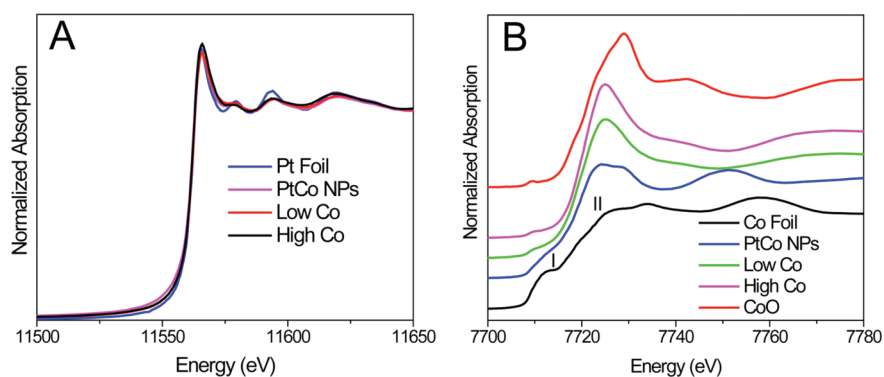 A
Normalized Absorption
Pt Foil
PtCo NPs
Low Co
High Co
11500
11550
11600
11650
Energy (eV)
B
Normalized Absorption
II
I
Co Foil
PtCo NPs
Low Co
High Co
CoO
7700
7720
7740
7760
7780
Energy (eV)